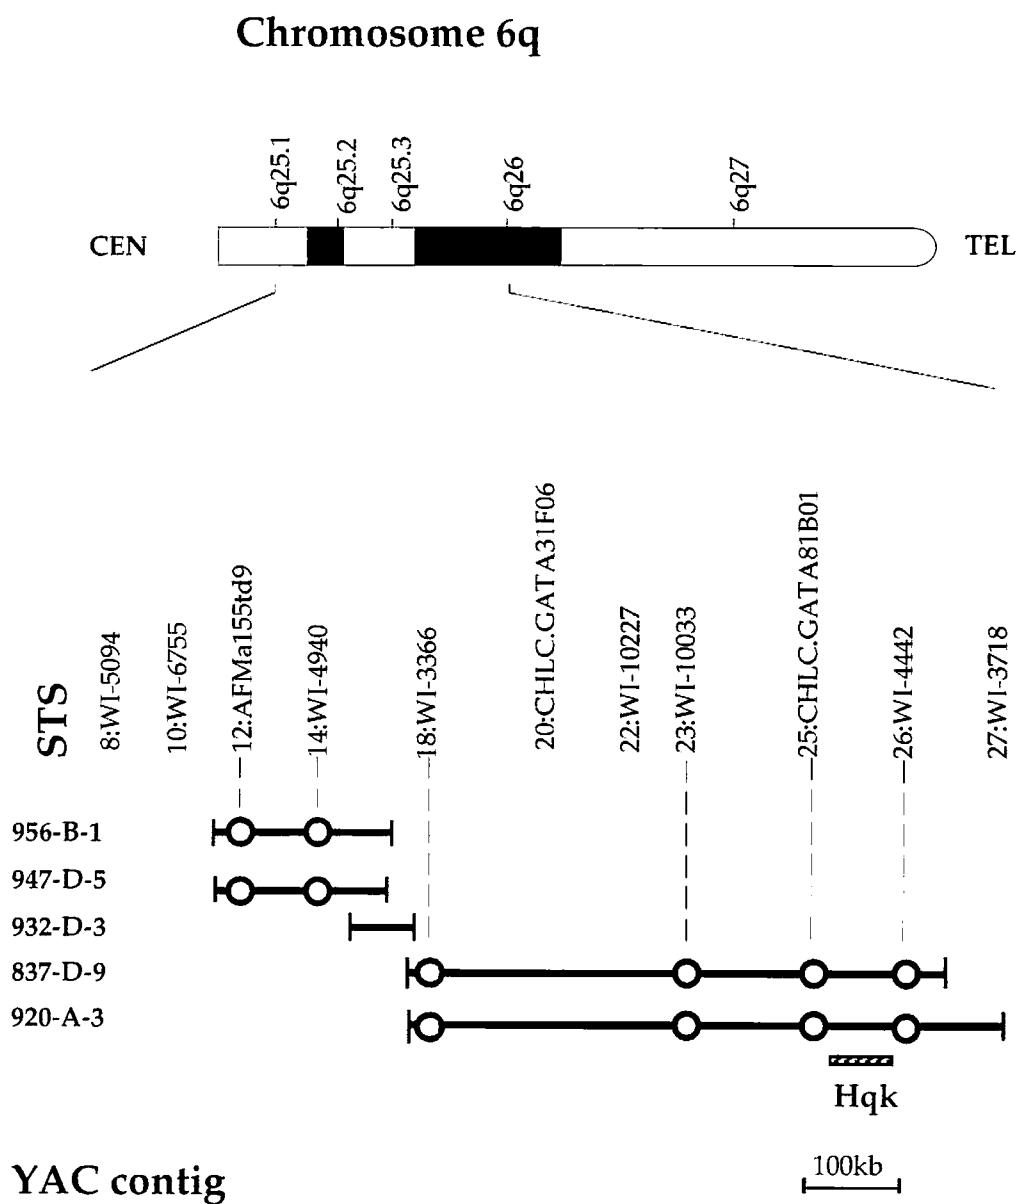 Chromosome 6q
6q25.1
6q25.2
6q25.3
6q26
6q27
CEN
TEL
STS
8:WI-5094
10:WI-6755
12:AFMa155td9
14:WI-4940
18:WI-3366
20:CHLC.GATA31F06
22:WI-10227
23:WI-10033
25:CHLC.GATA81B01
26:WI-4442
27:WI-3718
956-B-1
947-D-5
932-D-3
837-D-9
920-A-3
Hqk
YAC contig
100kb